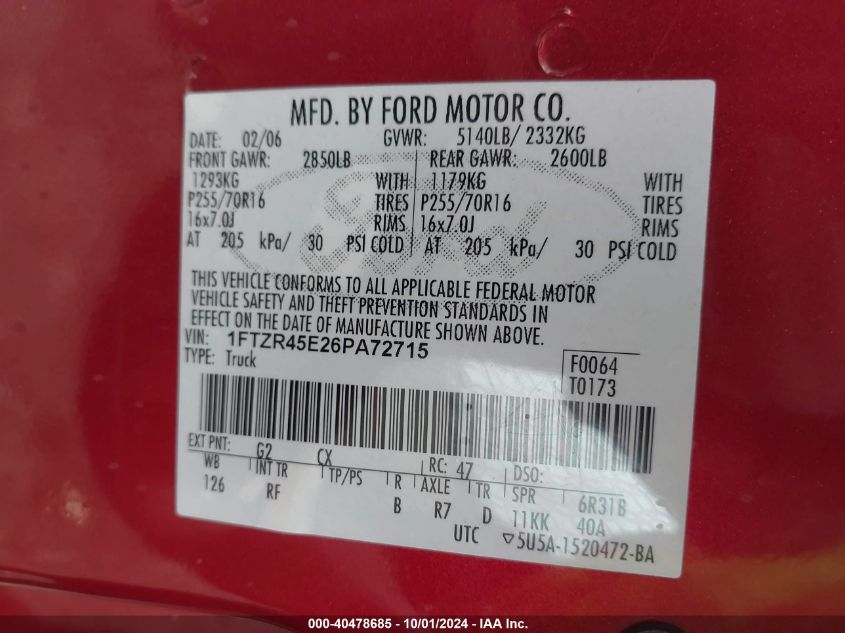 MFD. BY FORD MOTOR CO.
DATE: 02/06 GVWR: 5140LB/ 2332KG
FRONT GAWR: 2850LB REAR GAWR: 2600LB
1293KG WITH 1179KG WITH
P255/70R16 TIRES P255/70R16 TIRES
16x7.0J RIMS 16x7.0J RIMS
AT 205 kPa/ 30 PSI COLD AT 205 kPa/ 30 PSI COLD
Ford
THIS VEHICLE CONFORMS TO ALL APPLICABLE FEDERAL MOTOR
VEHICLE SAFETY AND THEFT PREVENTION STANDARDS IN
EFFECT ON THE DATE OF MANUFACTURE SHOWN ABOVE.
VIN: 1FTZR45E26PA72715
TYPE: Truck
F0064
T0173
EXT PNT: G2 CX RC: 47 DSO:
WB INT TR TP/PS R AXLE TR SPR 6R31B
126 RF B R7 D 11KK 40A
UTC ▽5U5A-1520472-BA
000-40478685 - 10/01/2024 - IAA Inc.